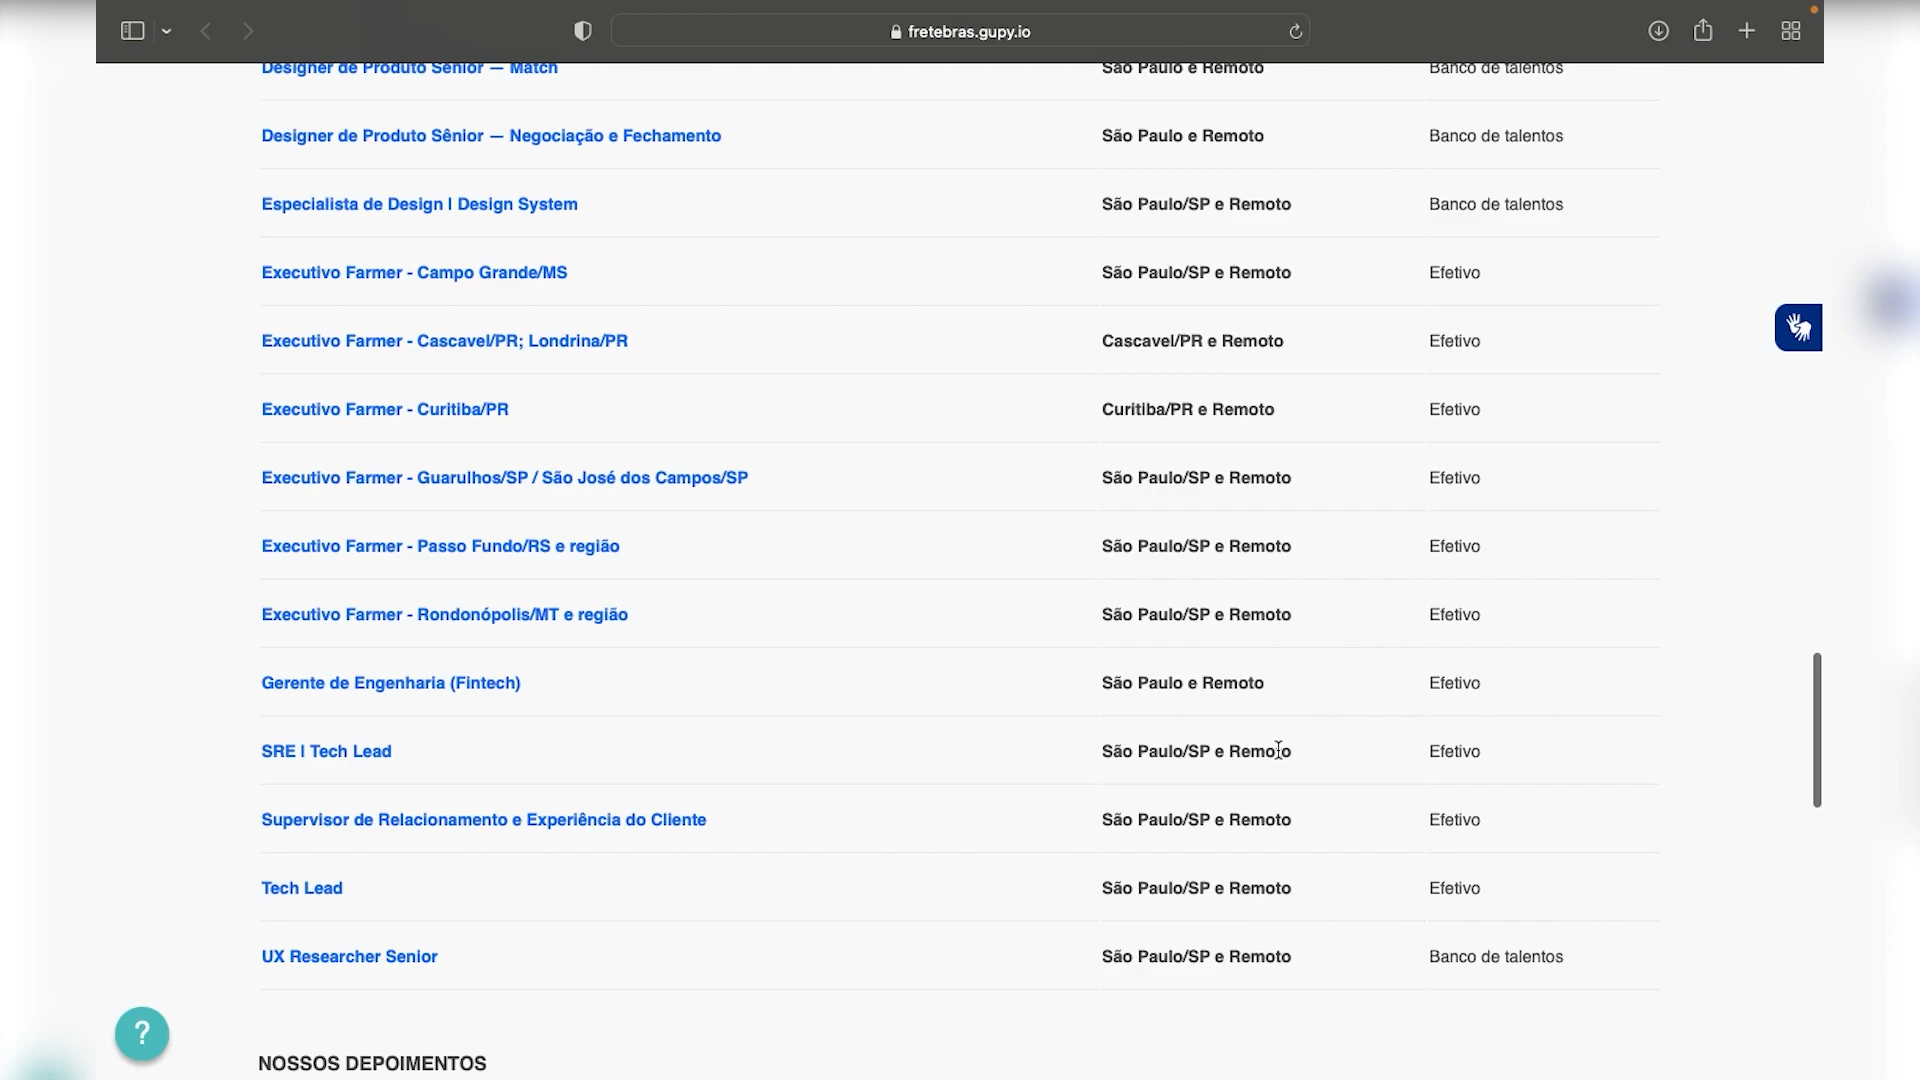 fretebras.gupy.io
Designer de Produto Sênior — Match São Paulo e Remoto Banco de talentos
Designer de Produto Sênior — Negociação e Fechamento São Paulo e Remoto Banco de talentos
Especialista de Design | Design System São Paulo/SP e Remoto Banco de talentos
Executivo Farmer - Campo Grande/MS São Paulo/SP e Remoto Efetivo
Executivo Farmer - Cascavel/PR; Londrina/PR Cascavel/PR e Remoto Efetivo
Executivo Farmer - Curitiba/PR Curitiba/PR e Remoto Efetivo
Executivo Farmer - Guarulhos/SP / São José dos Campos/SP São Paulo/SP e Remoto Efetivo
Executivo Farmer - Passo Fundo/RS e região São Paulo/SP e Remoto Efetivo
Executivo Farmer - Rondonópolis/MT e região São Paulo/SP e Remoto Efetivo
Gerente de Engenharia (Fintech) São Paulo e Remoto Efetivo
SRE | Tech Lead São Paulo/SP e Remoto Efetivo
Supervisor de Relacionamento e Experiência do Cliente São Paulo/SP e Remoto Efetivo
Tech Lead São Paulo/SP e Remoto Efetivo
UX Researcher Senior São Paulo/SP e Remoto Banco de talentos
?
NOSSOS DEPOIMENTOS